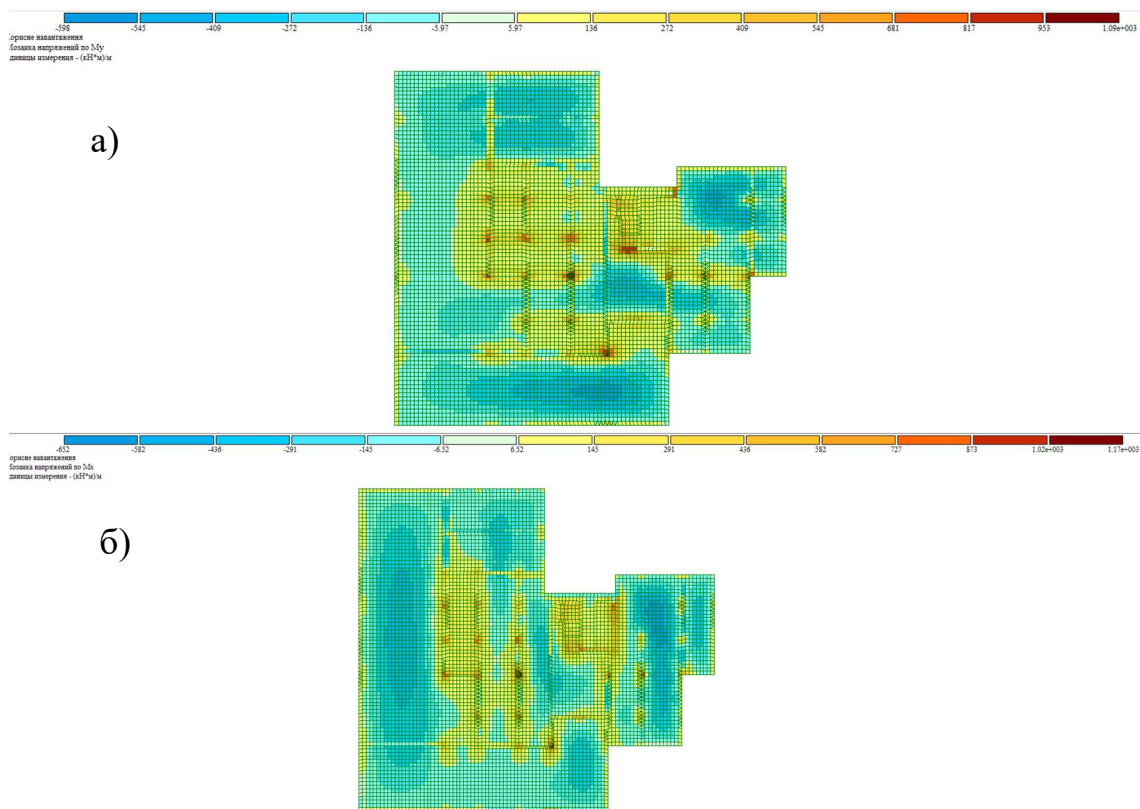 -598 -545 -409 -272 -136 -5.97 5.97 136 272 409 545 681 817 953 1.09e+003
орисне навантаження
Мозаика напряжений по My
диницы измерения - (кН*м)/м
а)
-652 -582 -436 -291 -145 -6.52 6.52 145 291 436 582 727 873 1.02e+003 1.17e+003
орисне навантаження
Мозаика напряжений по Mx
диницы измерения - (кН*м)/м
б)